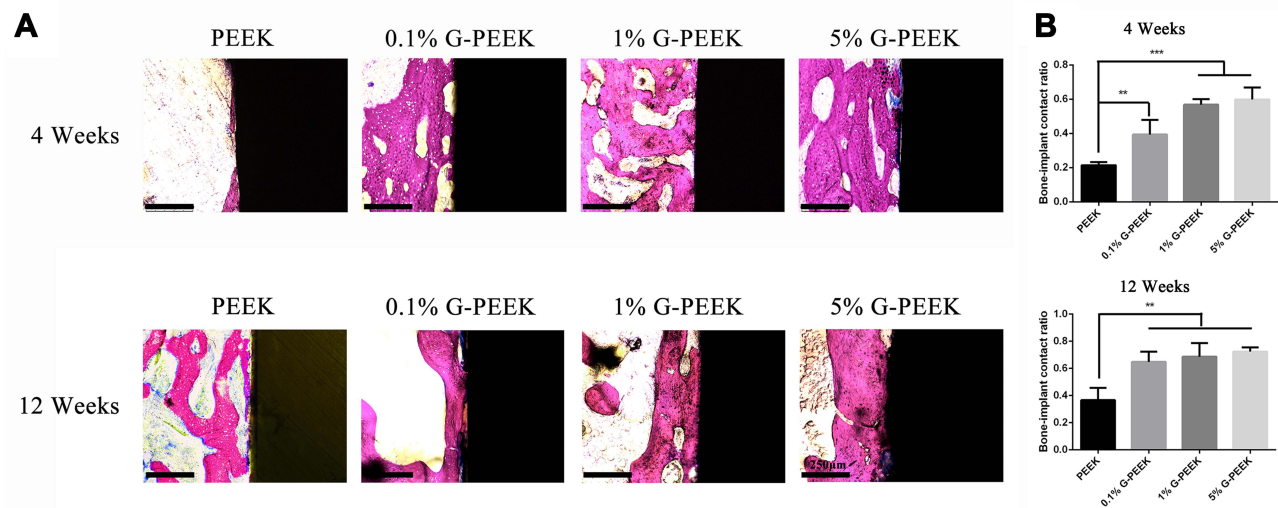 A
PEEK
0.1% G-PEEK
1% G-PEEK
5% G-PEEK
4 Weeks
PEEK
0.1% G-PEEK
1% G-PEEK
5% G-PEEK
12 Weeks
250μm
B
4 Weeks
Bone-implant contact ratio
0.8
0.6
0.4
0.2
0.0
**
***
PEEK
0.1% G-PEEK
1% G-PEEK
5% G-PEEK
12 Weeks
Bone-implant contact ratio
1.0
0.8
0.6
0.4
0.2
0.0
**
PEEK
0.1% G-PEEK
1% G-PEEK
5% G-PEEK